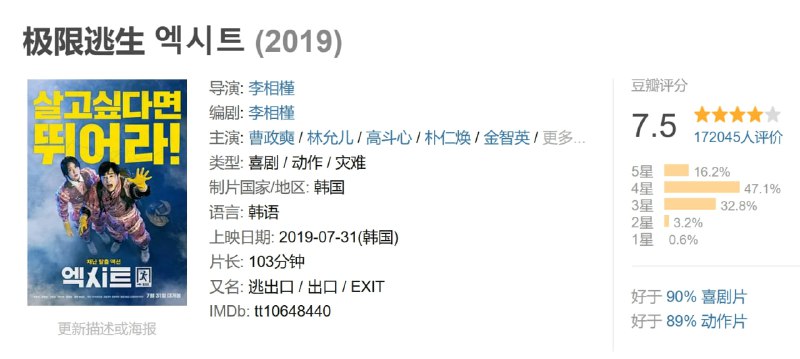 极限逃生 엑시트 (2019)
살고싶다면
뛰어라!
재난 탈출 액션
엑시트
7월 31일 대개봉
更新描述或海报
导演: 李相槿
编剧: 李相槿
主演: 曹政奭 / 林允儿 / 高斗心 / 朴仁焕 / 金智英 / 更多...
类型: 喜剧 / 动作 / 灾难
制片国家/地区: 韩国
语言: 韩语
上映日期: 2019-07-31(韩国)
片长: 103分钟
又名: 逃出口 / 出口 / EXIT
IMDb: tt10648440
豆瓣评分
7.5
172045人评价
5星 16.2%
4星 47.1%
3星 32.8%
2星 3.2%
1星 0.6%
好于 90% 喜剧片
好于 89% 动作片